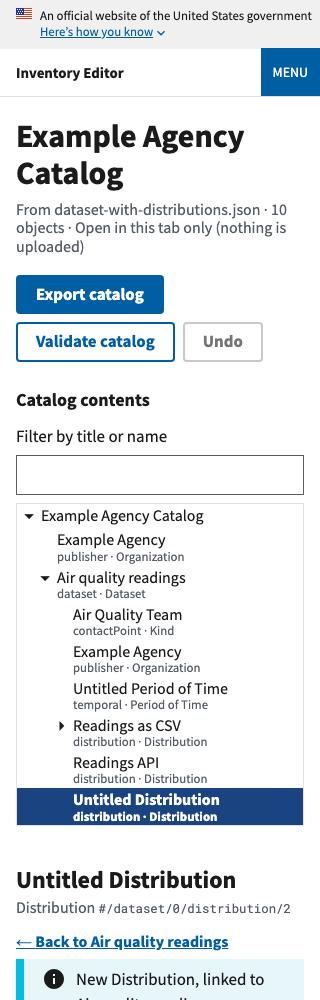 An official website of the United States government
Here's how you know
Inventory Editor
MENU
Example Agency
Catalog
From dataset-with-distributions.json · 10
objects · Open in this tab only (nothing is
uploaded)
Export catalog
Validate catalog
Undo
Catalog contents
Filter by title or name
Example Agency Catalog
Example Agency
publisher · Organization
Air quality readings
dataset · Dataset
Air Quality Team
contactPoint · Kind
Example Agency
publisher · Organization
Untitled Period of Time
temporal · Period of Time
Readings as CSV
distribution · Distribution
Readings API
distribution · Distribution
Untitled Distribution
distribution · Distribution
Untitled Distribution
Distribution #/dataset/0/distribution/2
← Back to Air quality readings
New Distribution, linked to